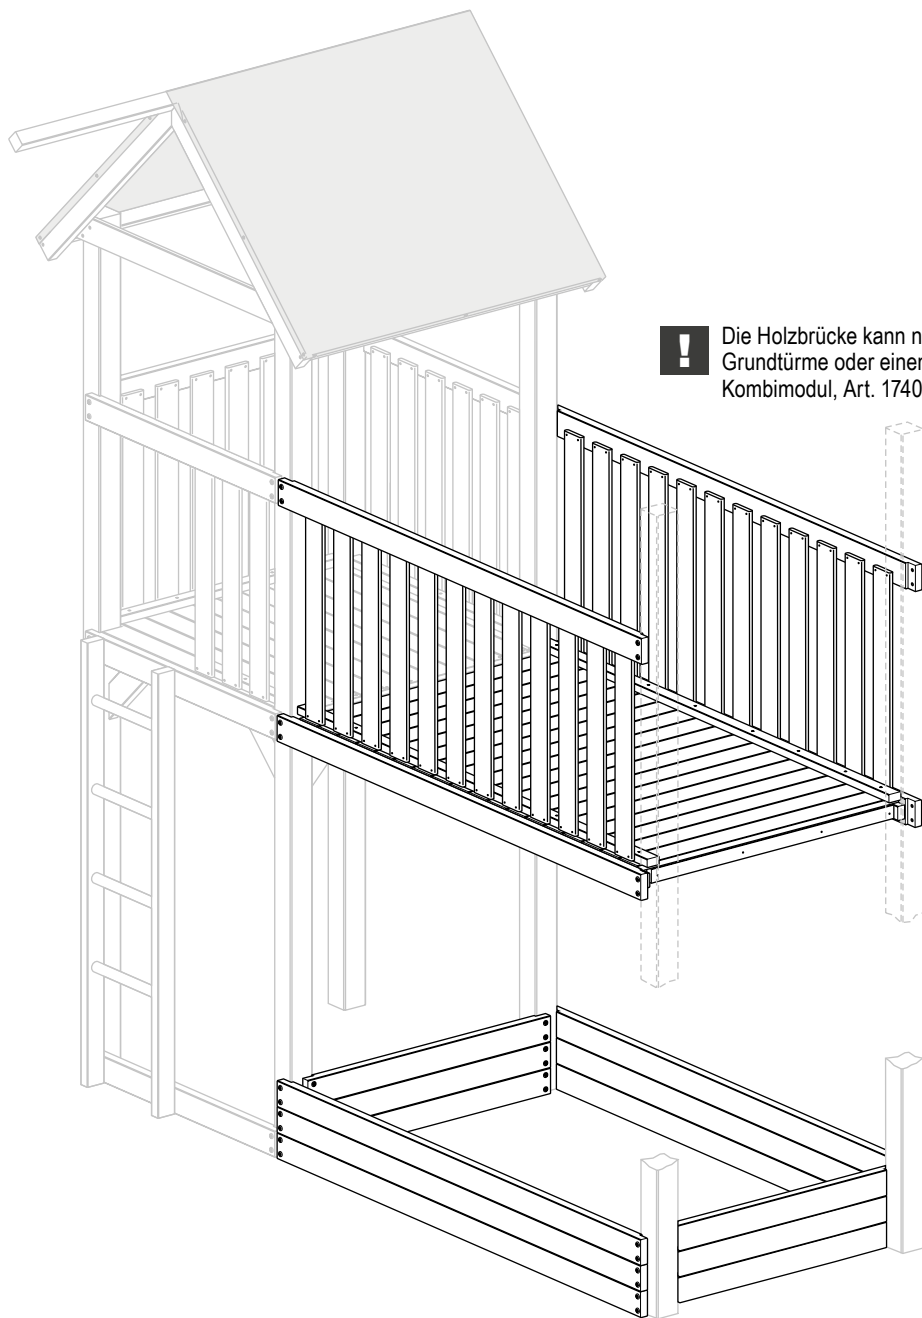 ! Die Holzbrücke kann n
Grundtürme oder einer
Kombimodul, Art. 1740